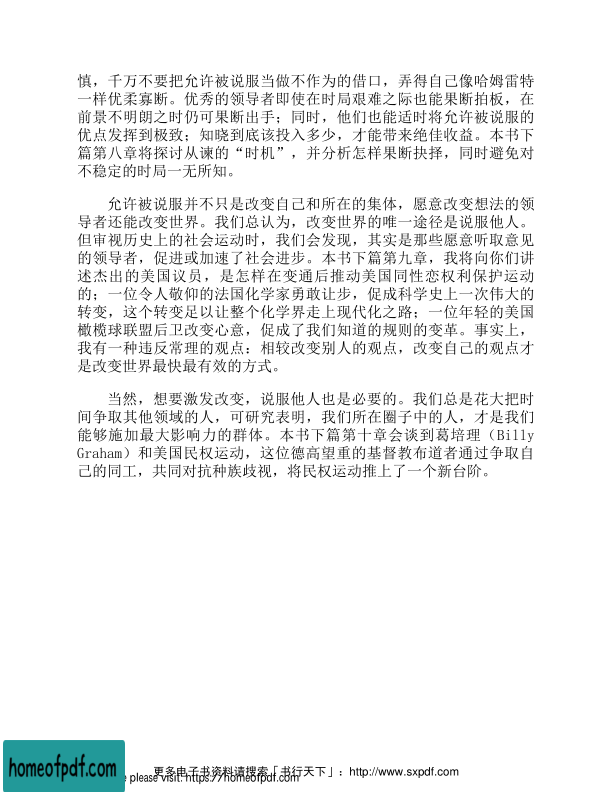 慎，千万不要把允许被说服当做不作为的借口，弄得自己像哈姆雷特
一样优柔寡断。优秀的领导者即使在时局艰难之际也能果断拍板，在
前景不明朗之时仍可果断出手；同时，他们也能适时将允许被说服的
优点发挥到极致；知晓到底该投入多少，才能带来绝佳收益。本书下
篇第八章将探讨从谏的“时机”，并分析怎样果断抉择，同时避免对
不稳定的时局一无所知。
允许被说服并不只是改变自己和所在的集体，愿意改变想法的领
导者还能改变世界。我们总认为，改变世界的唯一途径是说服他人。
但审视历史上的社会运动时，我们会发现，其实是那些愿意听取意见
的领导者，促进或加速了社会进步。本书下篇第九章，我将向你们讲
述杰出的美国议员，是怎样在变通后推动美国同性恋权利保护运动
的；一位令人敬仰的法国化学家勇敢让步，促成科学史上一次伟大的
转变，这个转变足以让整个化学界走上现代化之路；一位年轻的美国
橄榄球联盟后卫改变心意，促成了我们知道的规则的变革。事实上，
我有一种违反常理的观点：相较改变别人的观点，改变自己的观点才
是改变世界最快最有效的方式。
当然，想要激发改变，说服他人也是必要的。我们总是花大把时
间争取其他领域的人，可研究表明，我们所在圈子中的人，才是我们
能够施加最大影响力的群体。本书下篇第十章会谈到葛培理（Billy
Graham）和美国民权运动，这位德高望重的基督教布道者通过争取自
己的同工，共同对抗种族歧视，将民权运动推上了一个新台阶。
更多电子书资料请搜索「书行天下」：http://www.sxpdf.com
e please visit: https://homeofpdf.com
homeofpdf.com